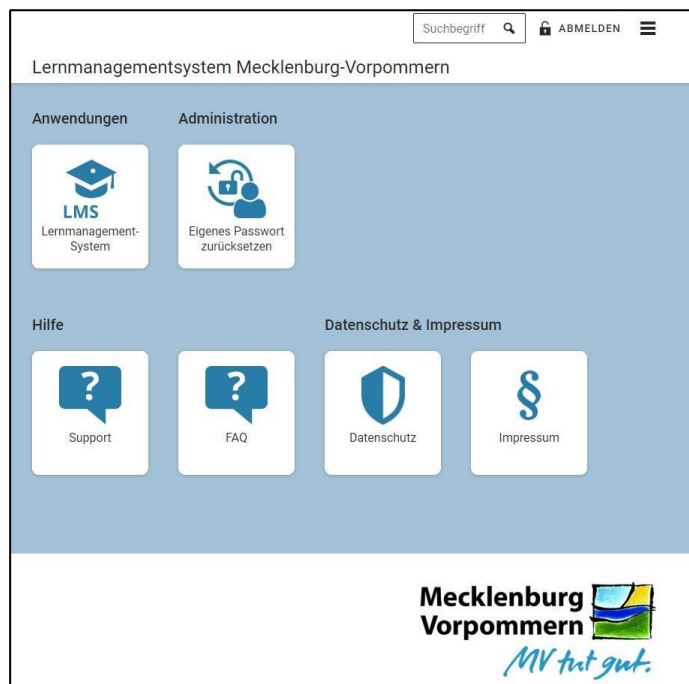 Suchbegriff ABMELDEN
Lernmanagementsystem Mecklenburg-Vorpommern
Anwendungen Administration
LMS
Lernmanagement-
System
Eigenes Passwort
zurücksetzen
Hilfe Datenschutz & Impressum
? ? §
Support FAQ Datenschutz Impressum
Mecklenburg
Vorpommern
MV tut gut.